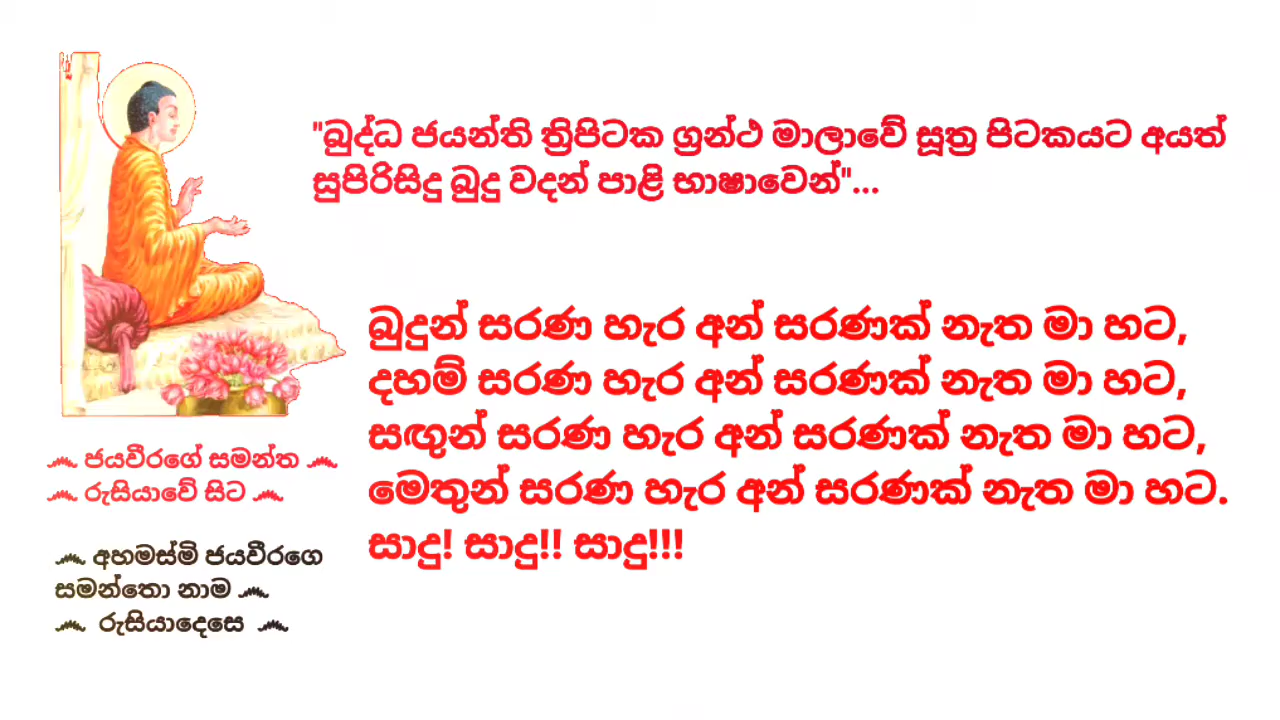 "බුද්ධ ජයන්ති ත්‍රිපිටක ග්‍රන්ථ මාලාවේ සූත්‍ර පිටකයට අයත්
සුපිරිසිදු බුදු වදන් පාළි භාෂාවෙන්"...
බුදුන් සරණ හැර අන් සරණක් නැත මා හට,
දහම් සරණ හැර අන් සරණක් නැත මා හට,
සඟුන් සරණ හැර අන් සරණක් නැත මා හට,
මෙතුන් සරණ හැර අන් සරණක් නැත මා හට.
සාදු! සාදු!! සාදු!!!
෴ ජයවීරගේ සමන්ත ෴
෴ රුසියාවේ සිට ෴
෴ අහමස්මි ජයවීරගෙ
සමන්තො නාම ෴
෴ රුසියාදෙසෙ ෴